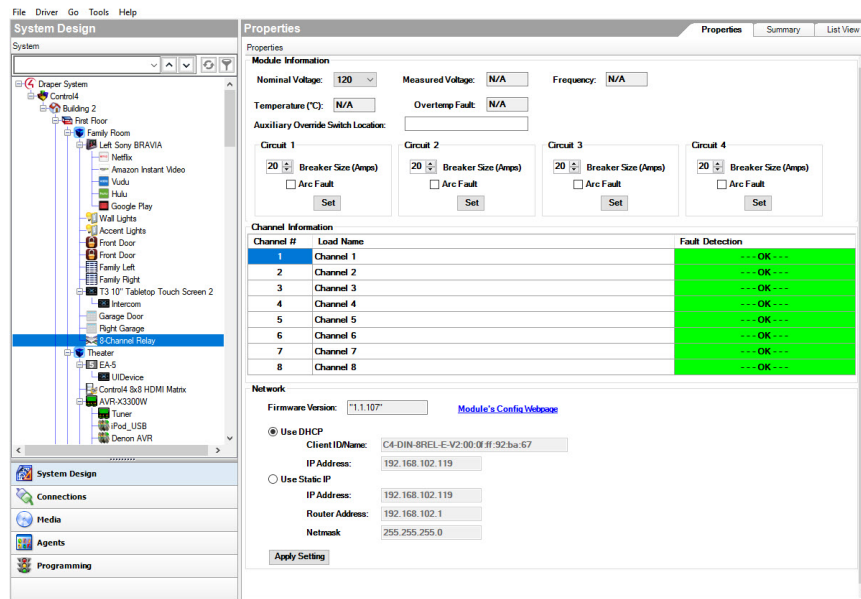 File Driver Go Tools Help
System Design
System
Draper System
Control4
Building 2
First Floor
Family Room
Left Sony BRAVIA
Netflix
Amazon Instant Video
Vudu
Hulu
Google Play
Wall Lights
Accent Lights
Front Door
Front Door
Family Left
Family Right
T3 10" Tabletop Touch Screen 2
Intercom
Garage Door
Right Garage
8-Channel Relay
Theater
EA-5
UIDevice
Control4 8x8 HDMI Matrix
AVR-X3300W
Tuner
iPod_USB
Denon AVR
System Design
Connections
Media
Agents
Programming
Properties
Properties Summary List View
Properties
Module Information
Nominal Voltage: 120 Measured Voltage: N/A Frequency: N/A
Temperature (°C): N/A Overtemp Fault: N/A
Auxiliary Override Switch Location:
Circuit 1 Circuit 2 Circuit 3 Circuit 4
20 Breaker Size (Amps) 20 Breaker Size (Amps) 20 Breaker Size (Amps) 20 Breaker Size (Amps)
Arc Fault Arc Fault Arc Fault Arc Fault
Set Set Set Set
Channel Information
Channel # Load Name Fault Detection
1 Channel 1 - - - OK - - -
2 Channel 2 - - - OK - - -
3 Channel 3 - - - OK - - -
4 Channel 4 - - - OK - - -
5 Channel 5 - - - OK - - -
6 Channel 6 - - - OK - - -
7 Channel 7 - - - OK - - -
8 Channel 8 - - - OK - - -
Network
Firmware Version: "1.1.107" Module's Config Webpage
Use DHCP
Client ID/Name: C4-DIN-8REL-E-V2:00:0f:ff:92:ba:67
IP Address: 192.168.102.119
Use Static IP
IP Address: 192.168.102.119
Router Address: 192.168.102.1
Netmask 255.255.255.0
Apply Setting